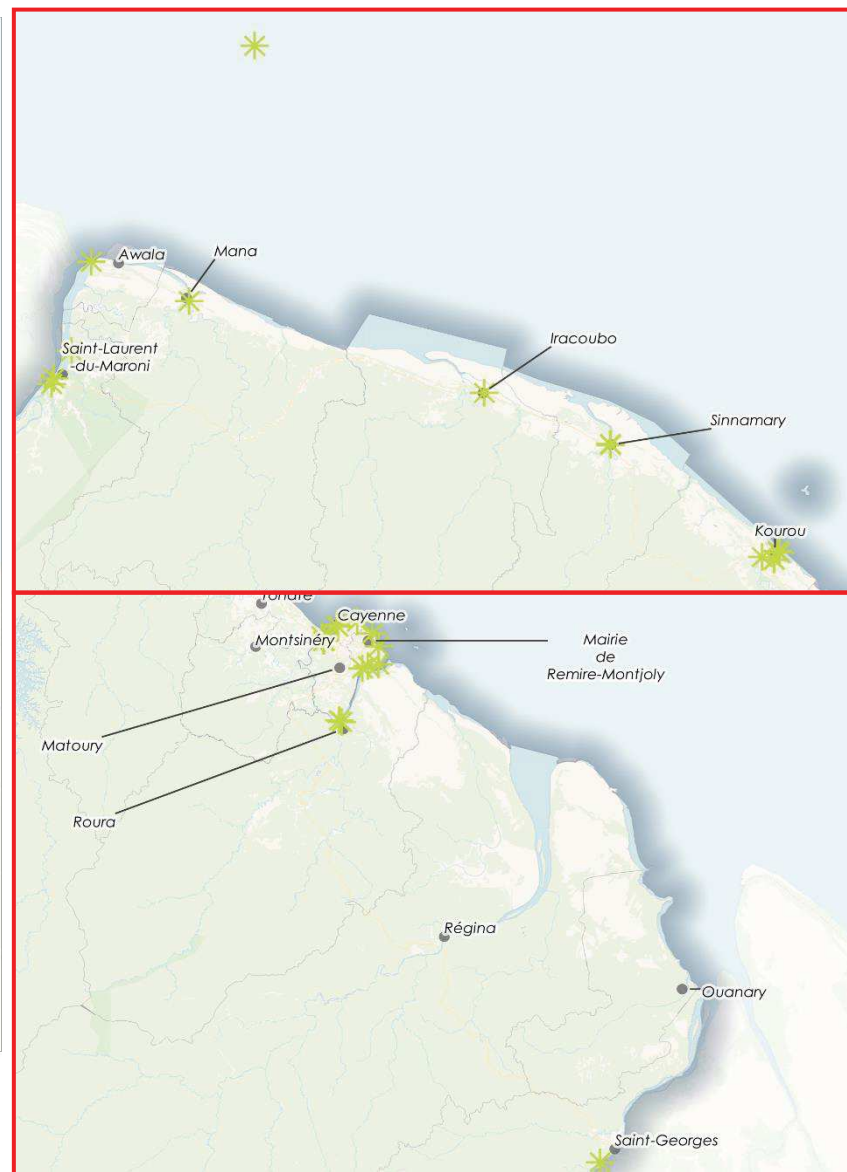 Awala
Mana
Saint-Laurent
-du-Maroni
Iracoubo
Sinnamary
Kourou
Cayenne
Montsinéry
Mairie
de
Remire-Montjoly
Matoury
Roura
Régina
Ouanary
Saint-Georges